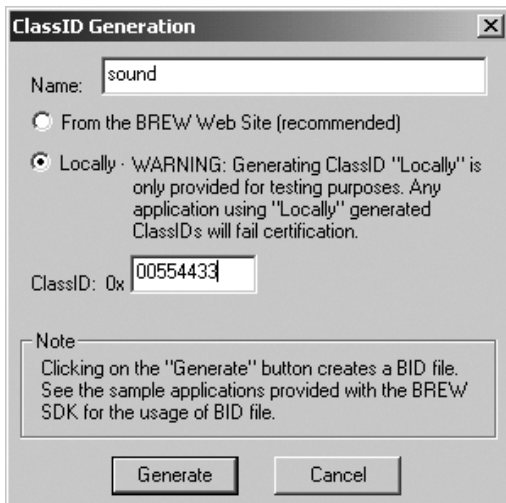 ClassID Generation
Name: sound
From the BREW Web Site (recommended)
Locally - WARNING: Generating ClassID "Locally" is
only provided for testing purposes. Any
application using "Locally" generated
ClassIDs will fail certification.
ClassID: 0x 00554433
Note
Clicking on the "Generate" button creates a BID file.
See the sample applications provided with the BREW
SDK for the usage of BID file.
Generate Cancel